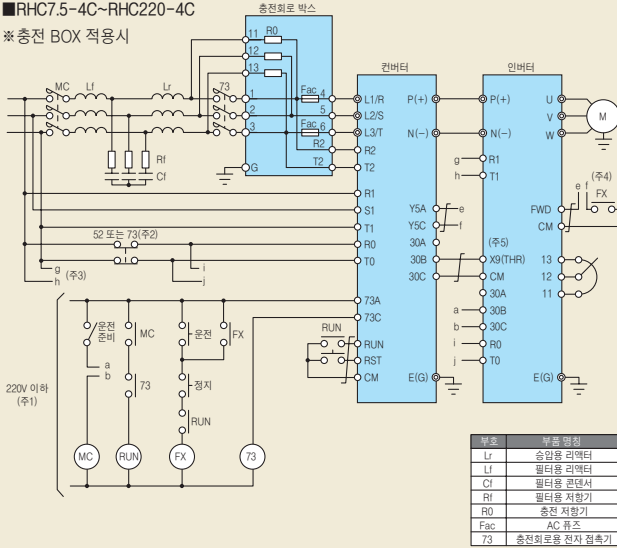 ■RHC7.5-4C~RHC220-4C
※충전 BOX 적용시
충전회로 박스
11 R0
12
13
MC Lf Lr 73
1 Fac 4
2 5
3 Fac 6
R2
T2
G
Rf
Cf
컨버터
L1/R P(+)
L2/S
L3/T N(-)
R2
T2
R1
S1 Y5A e
T1 Y5C f
R0 30A
T0 30B
30C
73A
73C
RUN
RST
CM E(G)
RUN
인버터
P(+) U
V
N(-) W
M
g R1
h T1
e f (주4)
FX
FWD
CM
(주5)
X9(THR) 13
CM 12
30A 11
a 30B
b 30C
i R0
j T0 E(G)
52 또는 73(주2)
g (주3)
h
i
j
220V 이하
(주1)
운전
준비
a
b
MC
73
운전
FX
정지
RUN
MC RUN FX 73
부호 부품 명칭
Lr 승압용 리액터
Lf 필터용 리액터
Cf 필터용 콘덴서
Rf 필터용 저항기
R0 충전 저항기
Fac AC 퓨즈
73 충전회로용 전자 접촉기